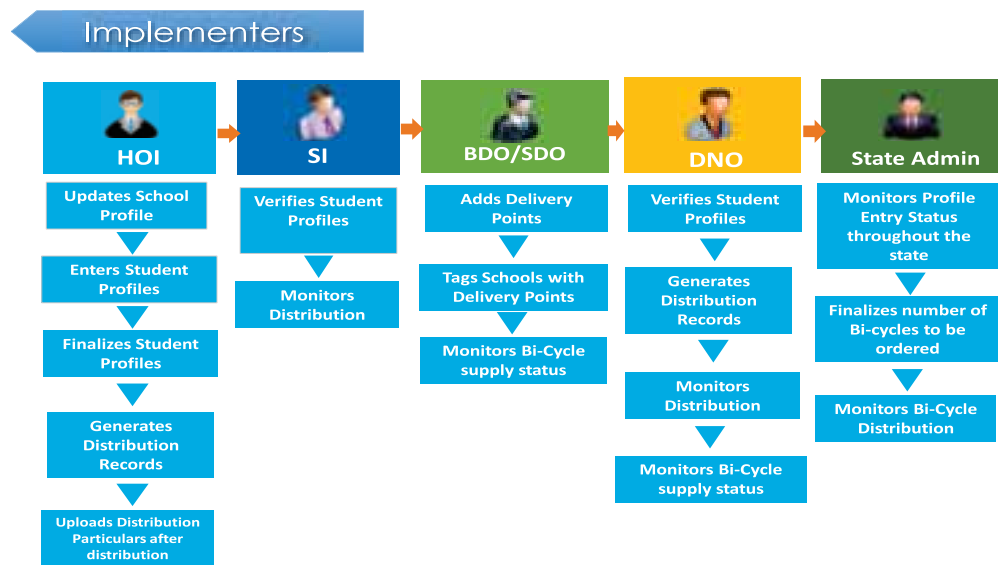 Implementers
HOI
Updates School
Profile
Enters Student
Profiles
Finalizes Student
Profiles
Generates
Distribution
Records
Uploads Distribution
Particulars after
distribution
SI
Verifies Student
Profiles
Monitors
Distribution
BDO/SDO
Adds Delivery
Points
Tags Schools with
Delivery Points
Monitors Bi-Cycle
supply status
DNO
Verifies Student
Profiles
Generates
Distribution
Records
Monitors
Distribution
Monitors Bi-Cycle
supply status
State Admin
Monitors Profile
Entry Status
throughout the
state
Finalizes number of
Bi-cycles to be
ordered
Monitors Bi-Cycle
Distribution